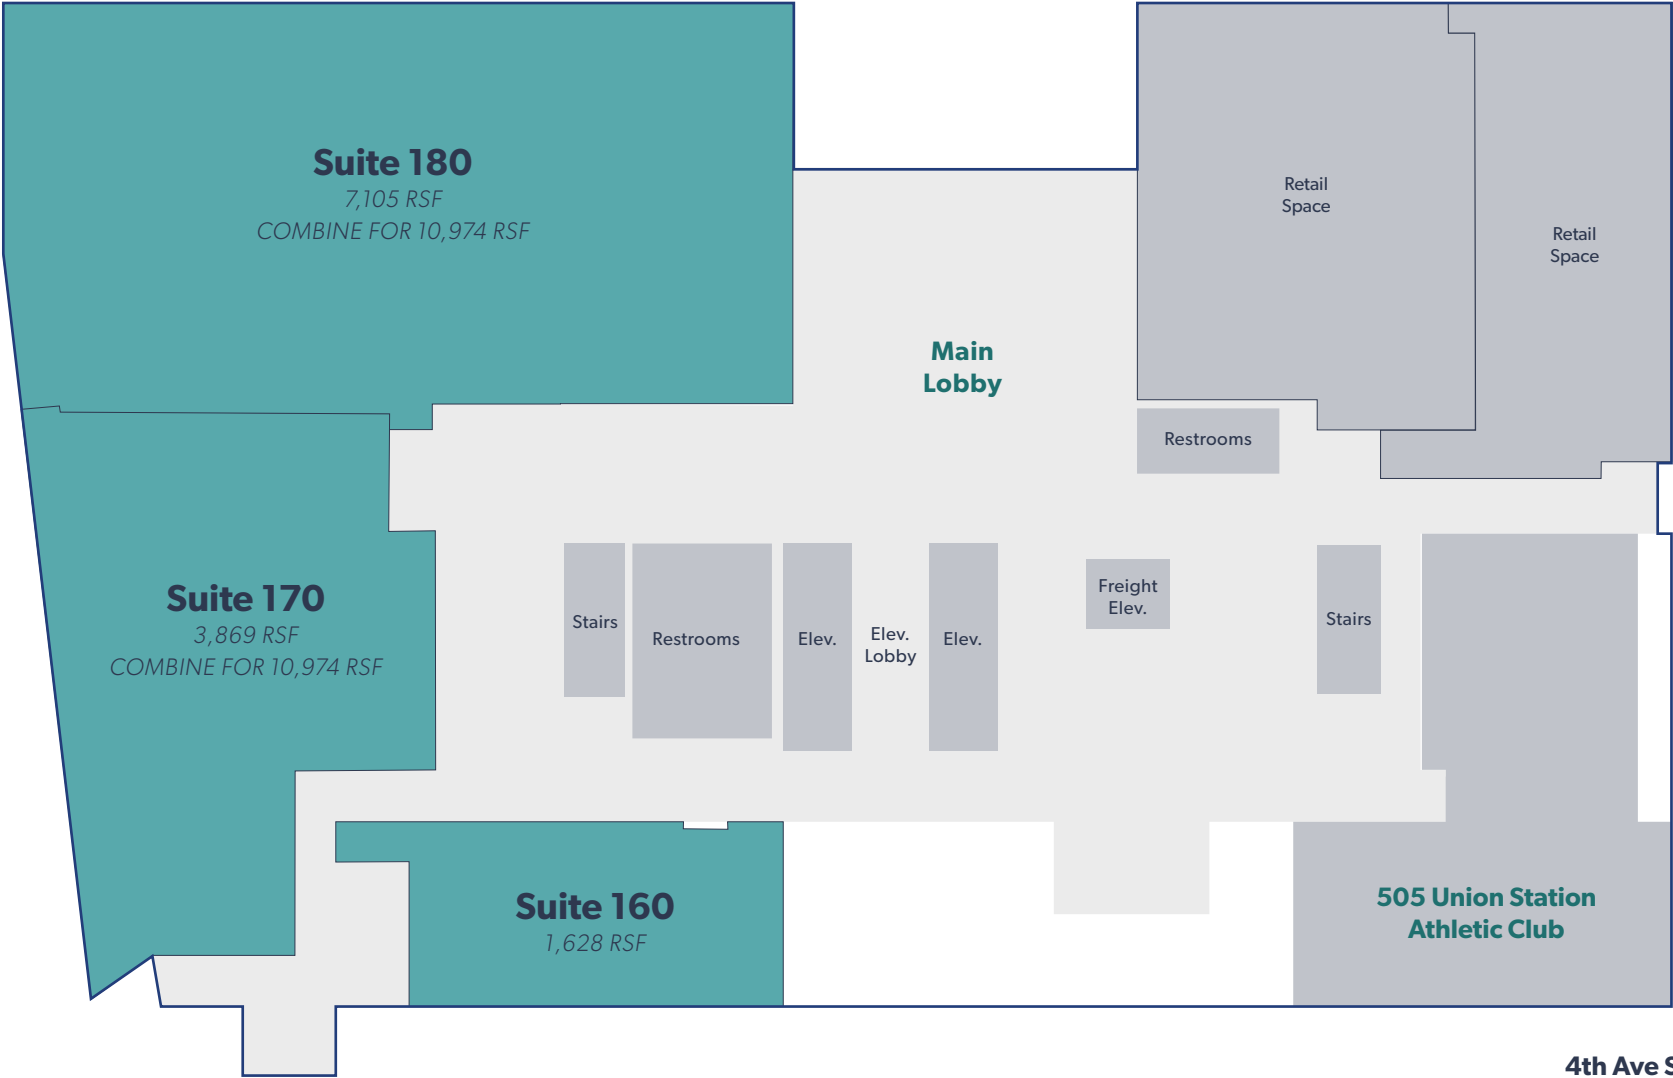 Suite 180
7,105 RSF
COMBINE FOR 10,974 RSF
Retail
Space
Retail
Space
Main
Lobby
Restrooms
Suite 170
3,869 RSF
COMBINE FOR 10,974 RSF
Stairs
Restrooms
Elev.
Elev.
Lobby
Elev.
Freight
Elev.
Stairs
Suite 160
1,628 RSF
505 Union Station
Athletic Club
4th Ave S